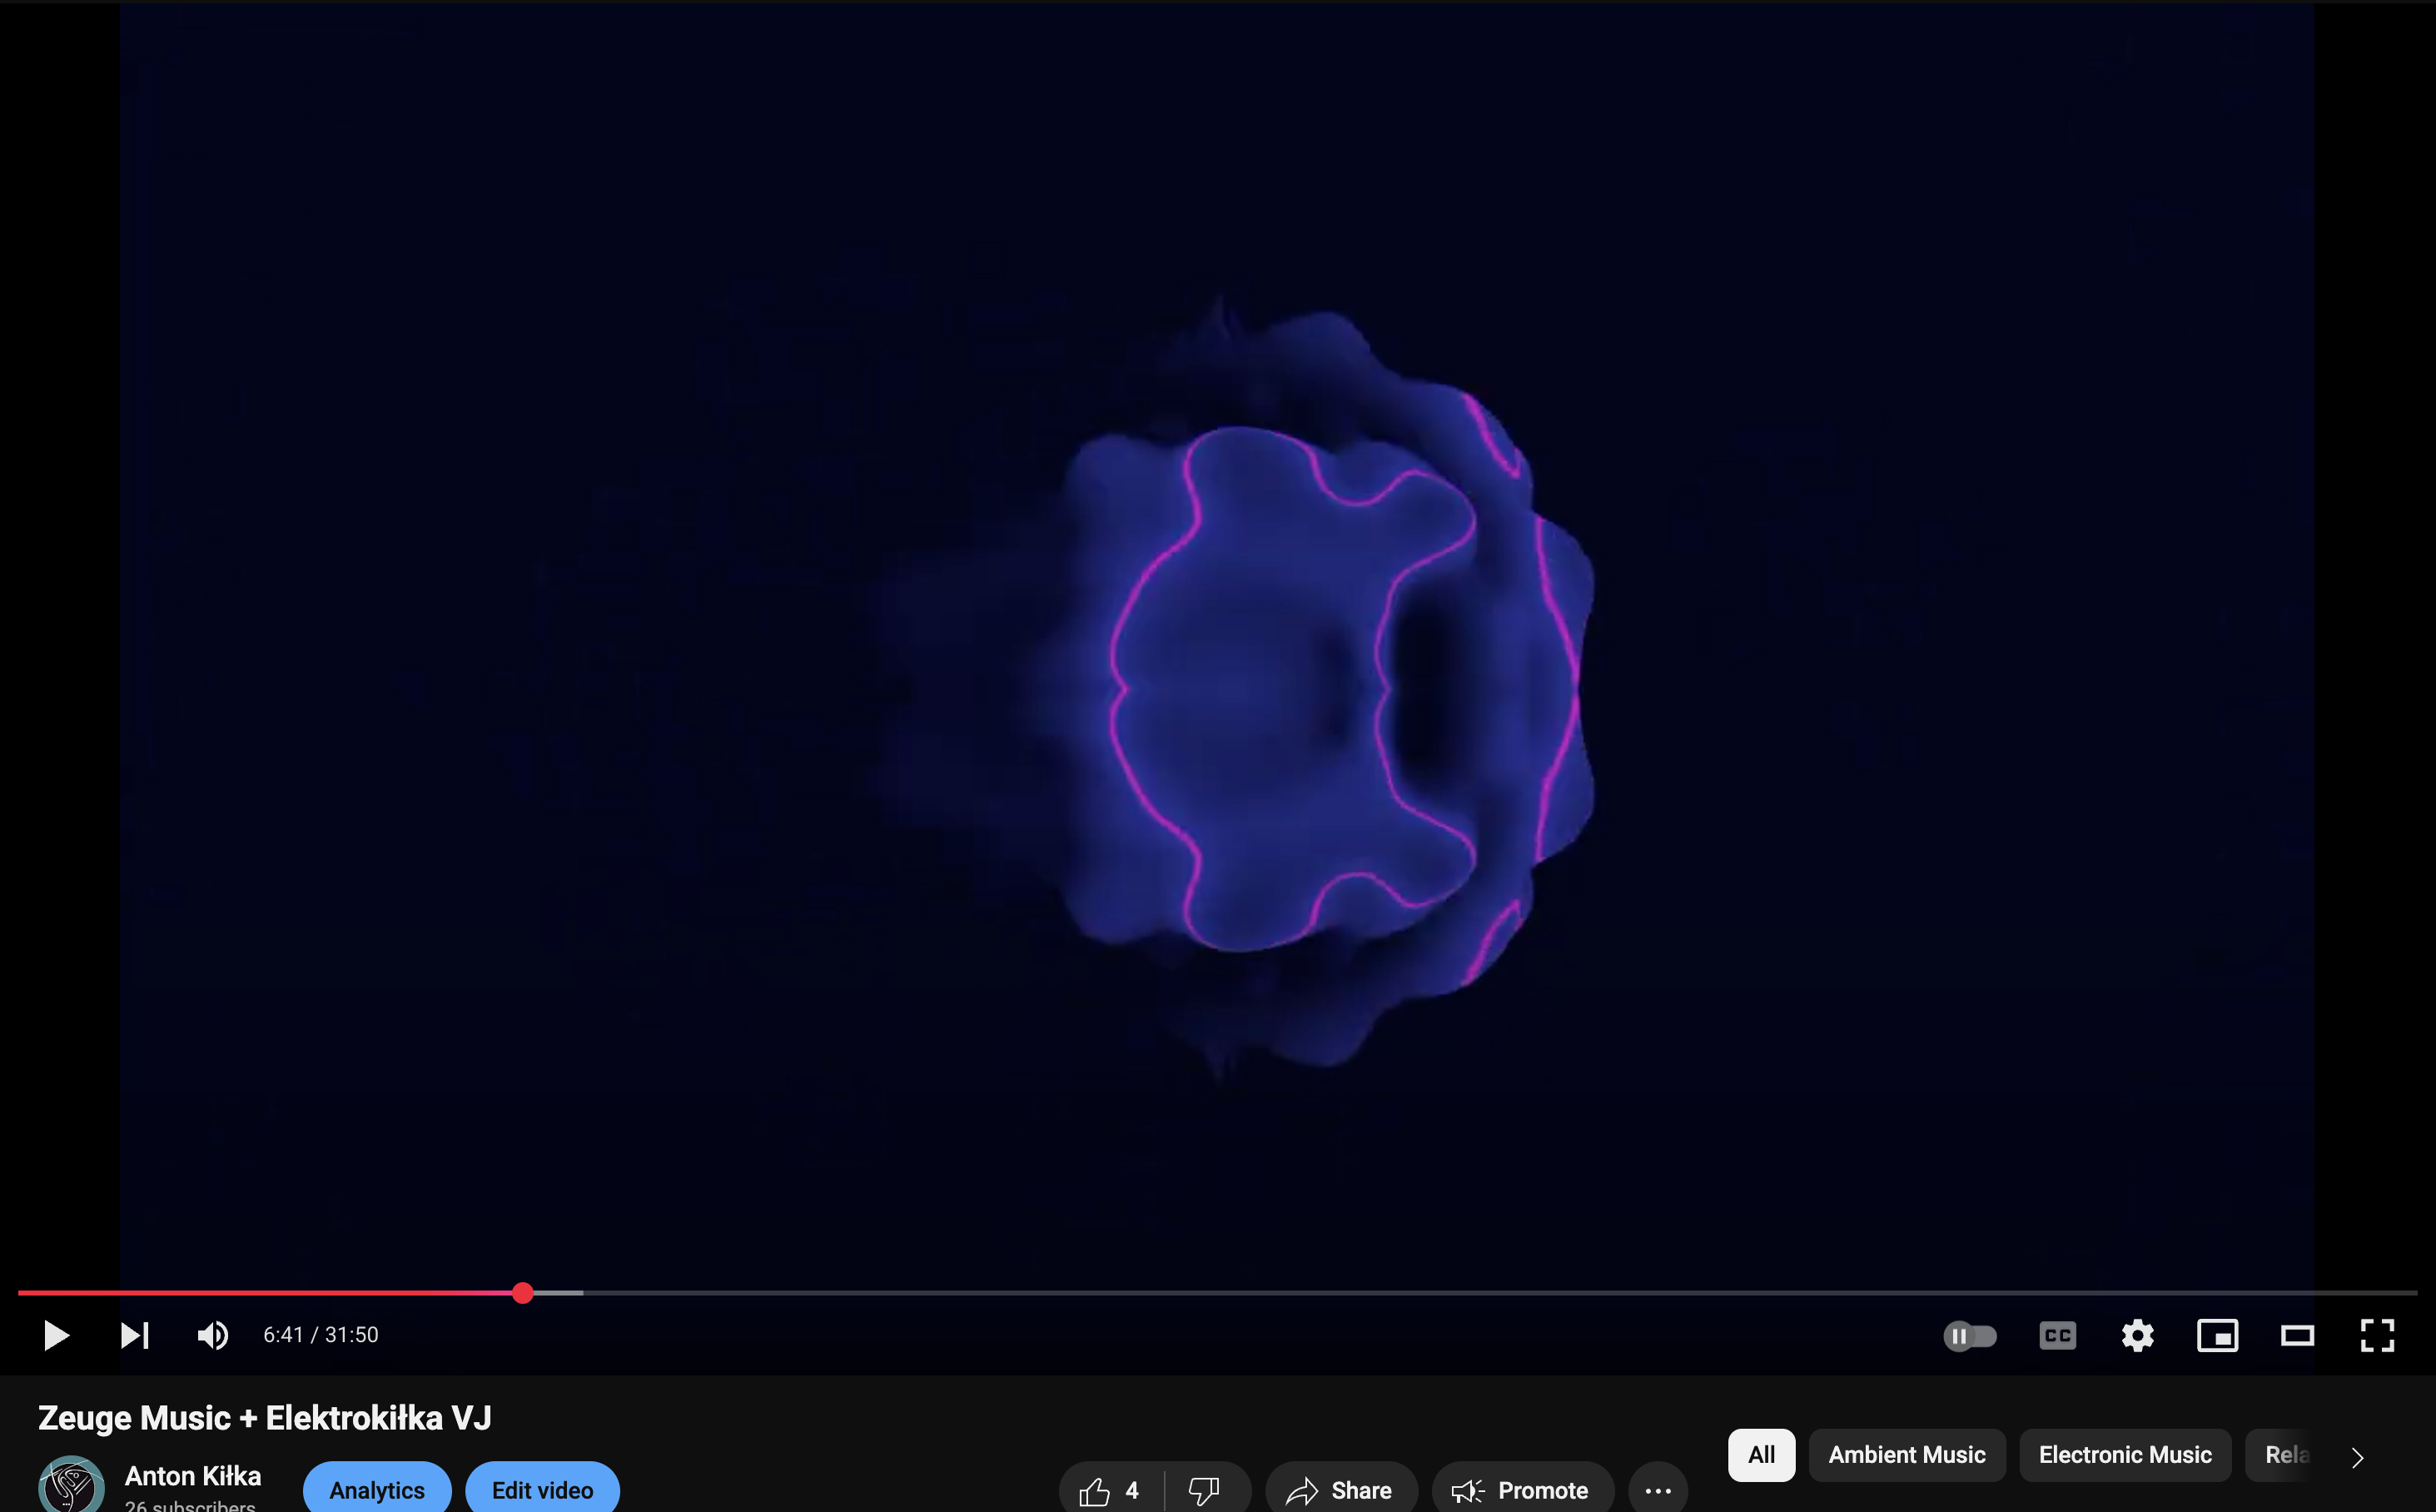 6:41 / 31:50
CC
Zeuge Music + Elektrokiłka VJ
Anton Kiłka
26 subscribers
Analytics
Edit video
4
Share
Promote
All
Ambient Music
Electronic Music
Rela